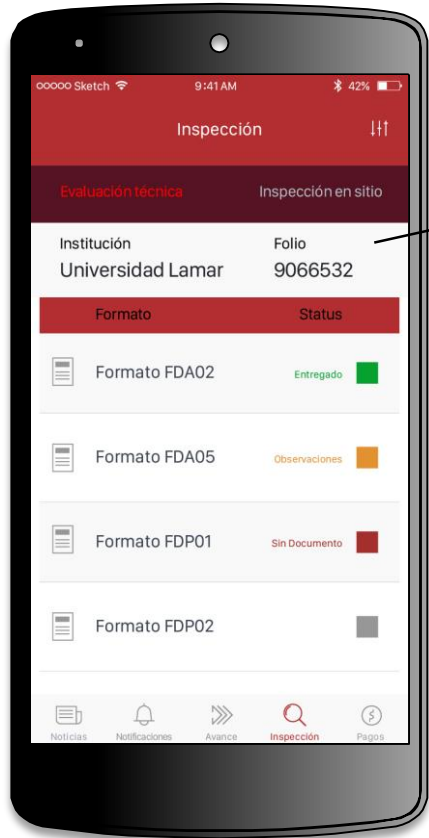 ooooo Sketch 9:41 AM 42%
Inspección
Evaluación técnica Inspección en sitio
Institución Folio
Universidad Lamar 9066532
Formato Status
Formato FDA02 Entregado
Formato FDA05 Observaciones
Formato FDP01 Sin Documento
Formato FDP02
Noticias Notificaciones Avance Inspección Pagos